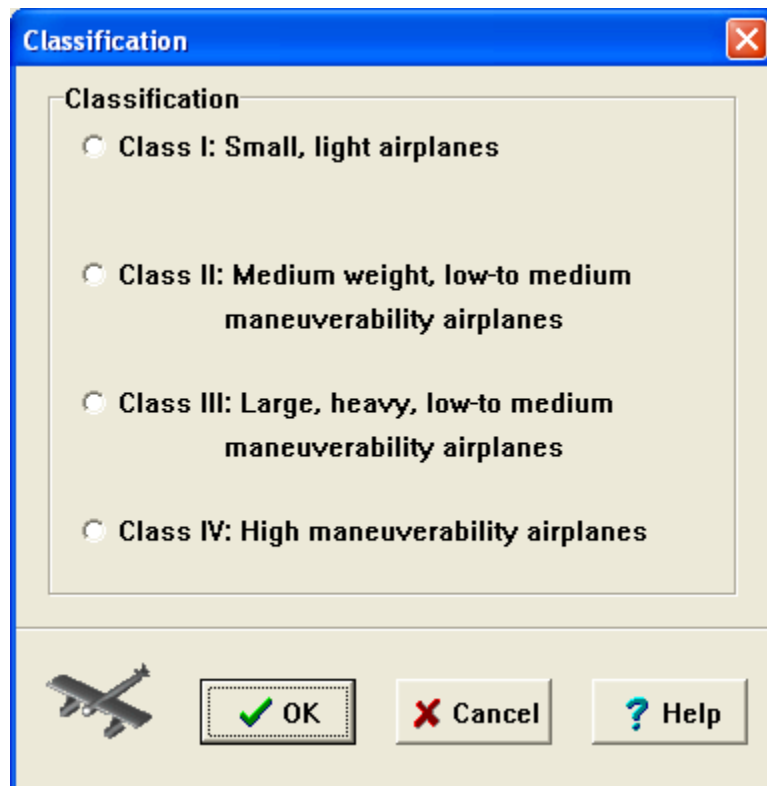 Classification
Classification
Class I: Small, light airplanes
Class II: Medium weight, low-to medium
maneuverability airplanes
Class III: Large, heavy, low-to medium
maneuverability airplanes
Class IV: High maneuverability airplanes
OK
Cancel
Help